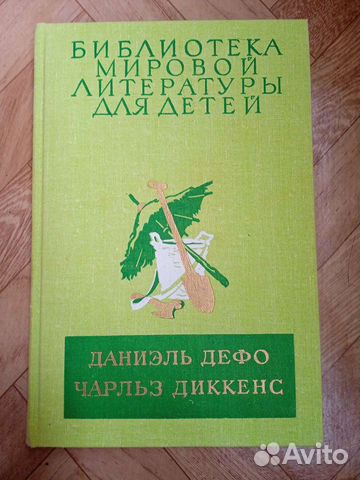 БИБЛИОТЕКА
МИРОВОЙ
ЛИТЕРАТУРЫ
ДЛЯ ДЕТЕЙ
ДАНИЭЛЬ ДЕФО
ЧАРЛЬЗ ДИККЕНС
Avito